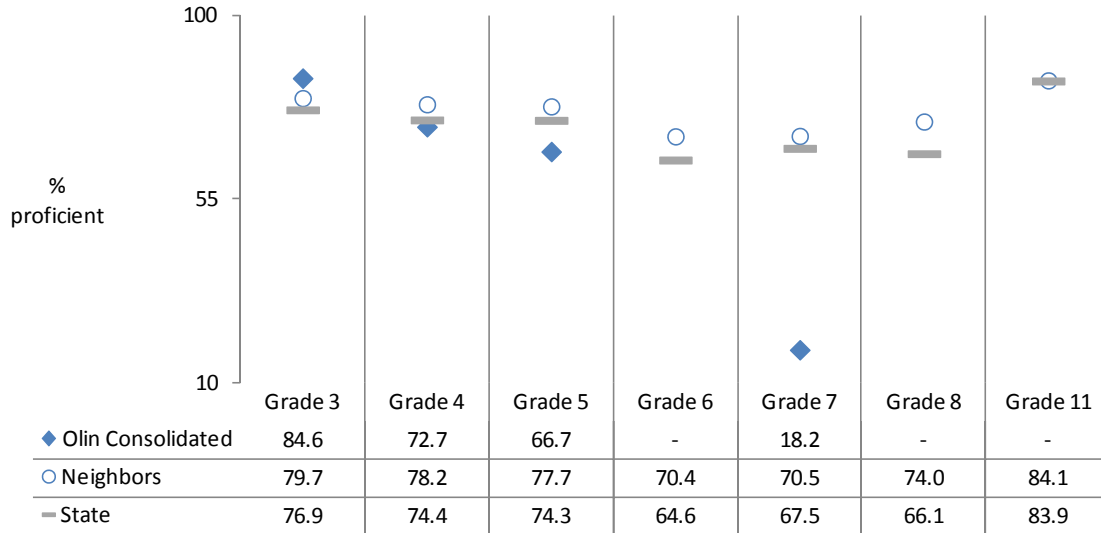 100
55
10
%
proficient
Grade 3 Grade 4 Grade 5 Grade 6 Grade 7 Grade 8 Grade 11
Olin Consolidated 84.6 72.7 66.7 - 18.2 - -
Neighbors 79.7 78.2 77.7 70.4 70.5 74.0 84.1
State 76.9 74.4 74.3 64.6 67.5 66.1 83.9